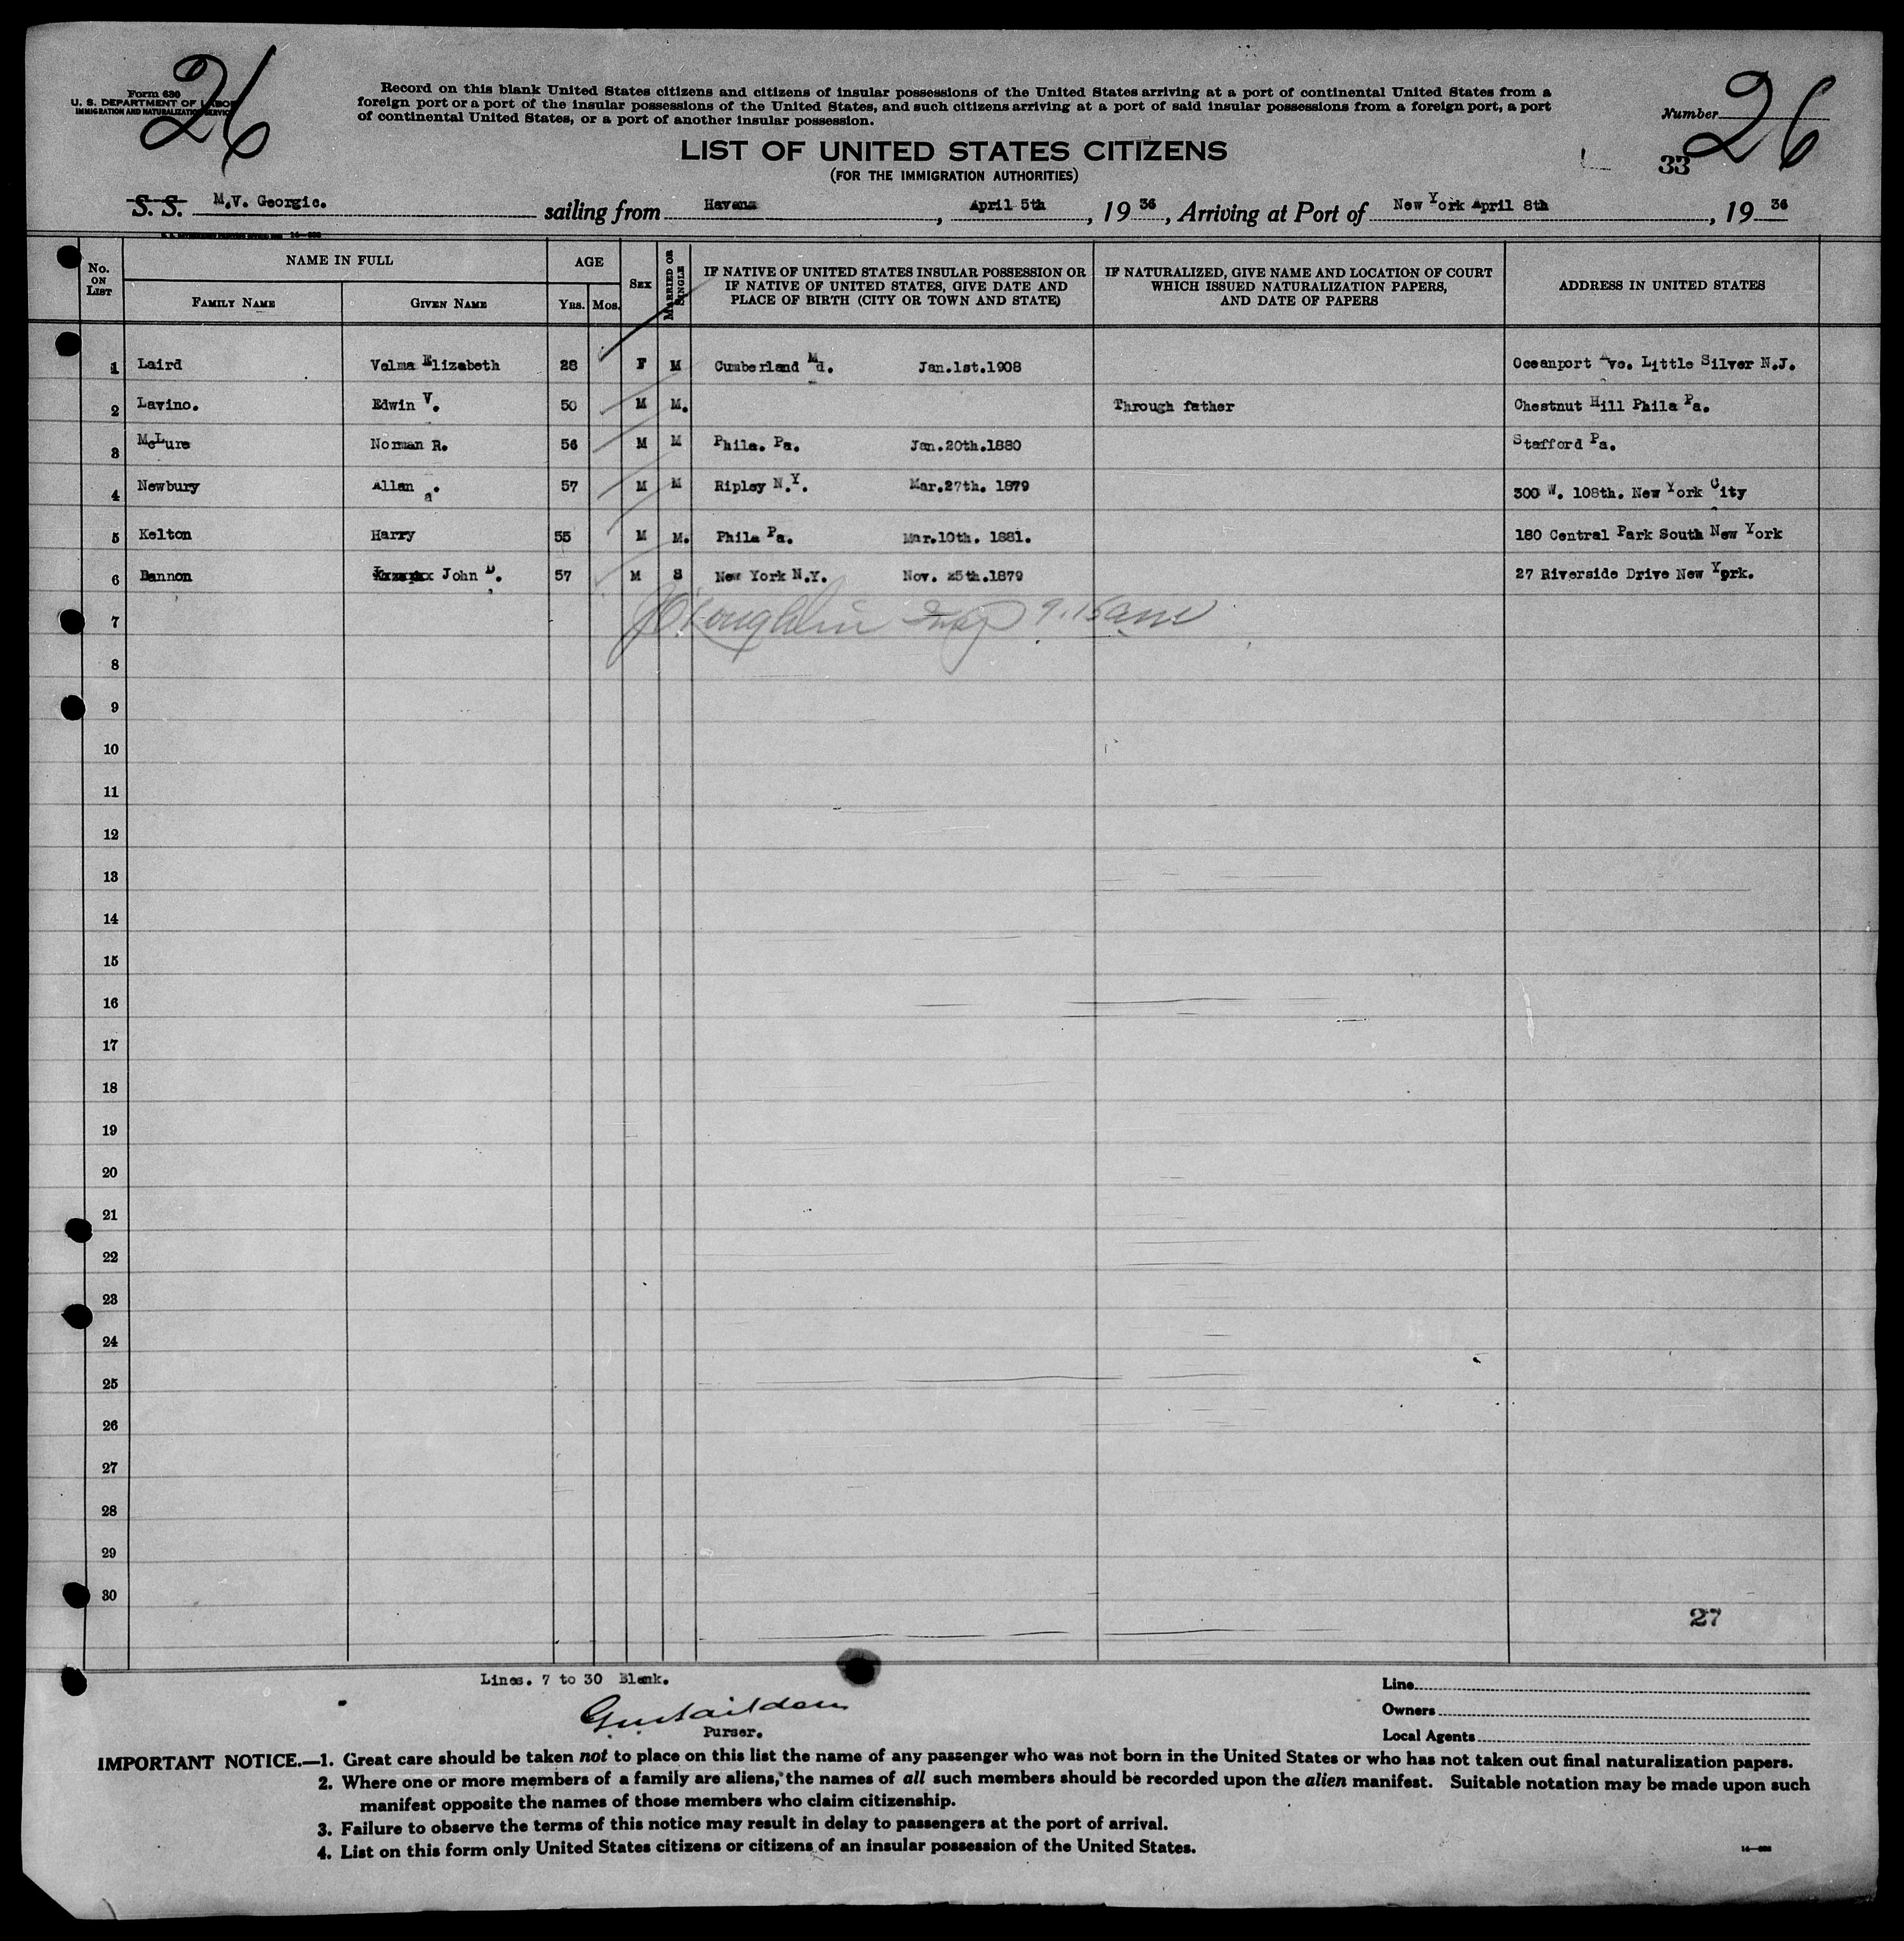 26
Form 630
U. S. DEPARTMENT OF LABOR
IMMIGRATION AND NATURALIZATION SERVICE
Record on this blank United States citizens and citizens of insular possessions of the United States arriving at a port of continental United States from a
foreign port or a port of the insular possessions of the United States, and such citizens arriving at a port of said insular possessions from a foreign port, a port
of continental United States, or a port of another insular possession.
Number 26
33
LIST OF UNITED STATES CITIZENS
(FOR THE IMMIGRATION AUTHORITIES)
S. S. M.V. Georgic. sailing from Havana, April 5th, 19 36, Arriving at Port of New York April 8th, 19 36
No. ON LIST NAME IN FULL AGE SEX MARRIED OR SINGLE IF NATIVE OF UNITED STATES INSULAR POSSESSION OR IF NATIVE OF UNITED STATES, GIVE DATE AND PLACE OF BIRTH (CITY OR TOWN AND STATE) IF NATURALIZED, GIVE NAME AND LOCATION OF COURT WHICH ISSUED NATURALIZATION PAPERS, AND DATE OF PAPERS ADDRESS IN UNITED STATES
FAMILY NAME GIVEN NAME YRS. MOS.
1 Laird Velma Elizabeth 28 F M Cumberland Md. Jan.1st.1908 Oceanport Ave. Little Silver N.J.
2 Lavino. Edwin V. 50 M M. Through father Chestnut Hill Phila Pa.
3 McLure Norman R. 56 M M Phila. Pa. Jan.20th.1880 Stafford Pa.
4 Newbury Allen a. 57 M M Ripley N.Y. Mar.27th. 1879 300 W. 108th. New York City
5 Kelton Harry 55 M M. Phila Pa. Mar.10th. 1881. 180 Central Park South New York
6 Bannon John D. 57 M S New York N.Y. Nov. 25th.1879 27 Riverside Drive New York.
7 J O'Loughlin Insp 9.15 am
8
9
10
11
12
13
14
15
16
17
18
19
20
21
22
23
24
25
26
27
28
29
30
27
Lines. 7 to 30 Blank.
Purser.
Line
Owners
Local Agents
IMPORTANT NOTICE.—1. Great care should be taken not to place on this list the name of any passenger who was not born in the United States or who has not taken out final naturalization papers.
2. Where one or more members of a family are aliens, the names of all such members should be recorded upon the alien manifest. Suitable notation may be made upon such
manifest opposite the names of those members who claim citizenship.
3. Failure to observe the terms of this notice may result in delay to passengers at the port of arrival.
4. List on this form only United States citizens or citizens of an insular possession of the United States.